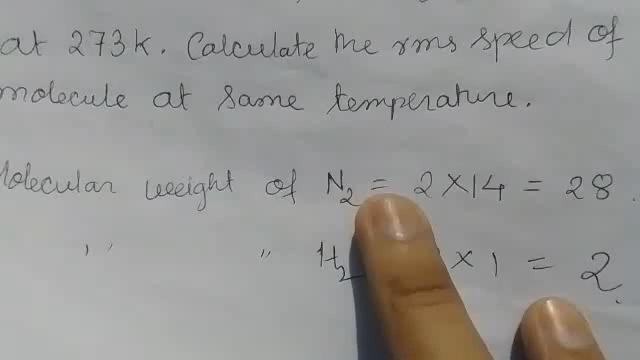 at 273k. Calculate the rms speed of
molecule at same temperature.
Molecular weight of N₂ = 2×14 = 28.
,, ,, H₂ × 1 = 2.